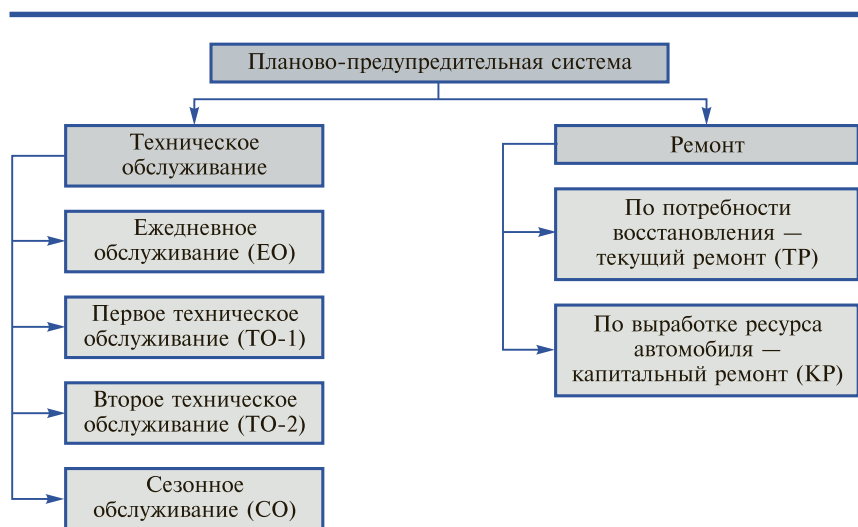 Планово-предупредительная система
Техническое
обслуживание
Ежедневное
обслуживание (ЕО)
Первое техническое
обслуживание (ТО-1)
Второе техническое
обслуживание (ТО-2)
Сезонное
обслуживание (СО)
Ремонт
По потребности
восстановления —
текущий ремонт (ТР)
По выработке ресурса
автомобиля —
капитальный ремонт (КР)